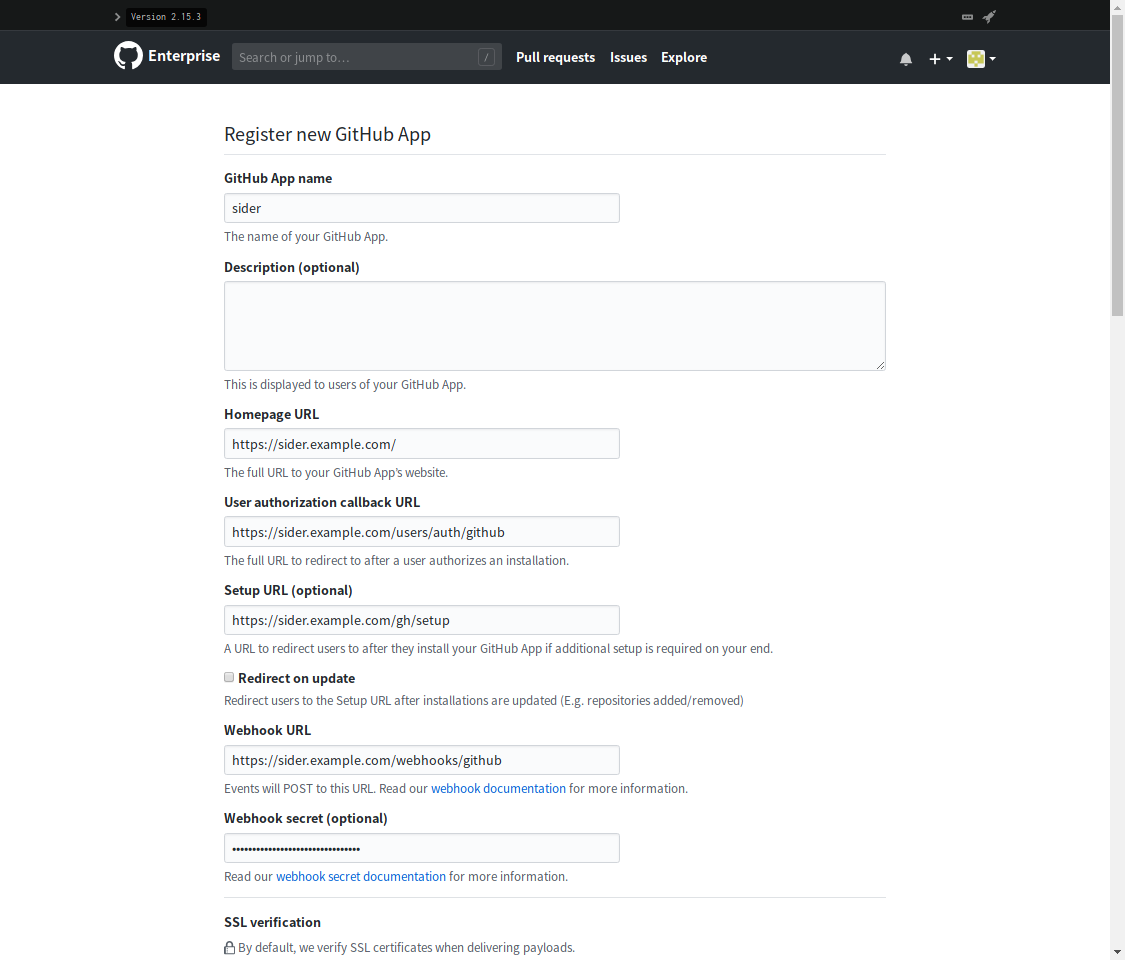 Version 2.15.3
Enterprise
Search or jump to…
/
Pull requests
Issues
Explore
Register new GitHub App
GitHub App name
sider
The name of your GitHub App.
Description (optional)
This is displayed to users of your GitHub App.
Homepage URL
https://sider.example.com/
The full URL to your GitHub App’s website.
User authorization callback URL
https://sider.example.com/users/auth/github
The full URL to redirect to after a user authorizes an installation.
Setup URL (optional)
https://sider.example.com/gh/setup
A URL to redirect users to after they install your GitHub App if additional setup is required on your end.
Redirect on update
Redirect users to the Setup URL after installations are updated (E.g. repositories added/removed)
Webhook URL
https://sider.example.com/webhooks/github
Events will POST to this URL. Read our webhook documentation for more information.
Webhook secret (optional)
••••••••••••••••••••••••••••••••
Read our webhook secret documentation for more information.
SSL verification
By default, we verify SSL certificates when delivering payloads.